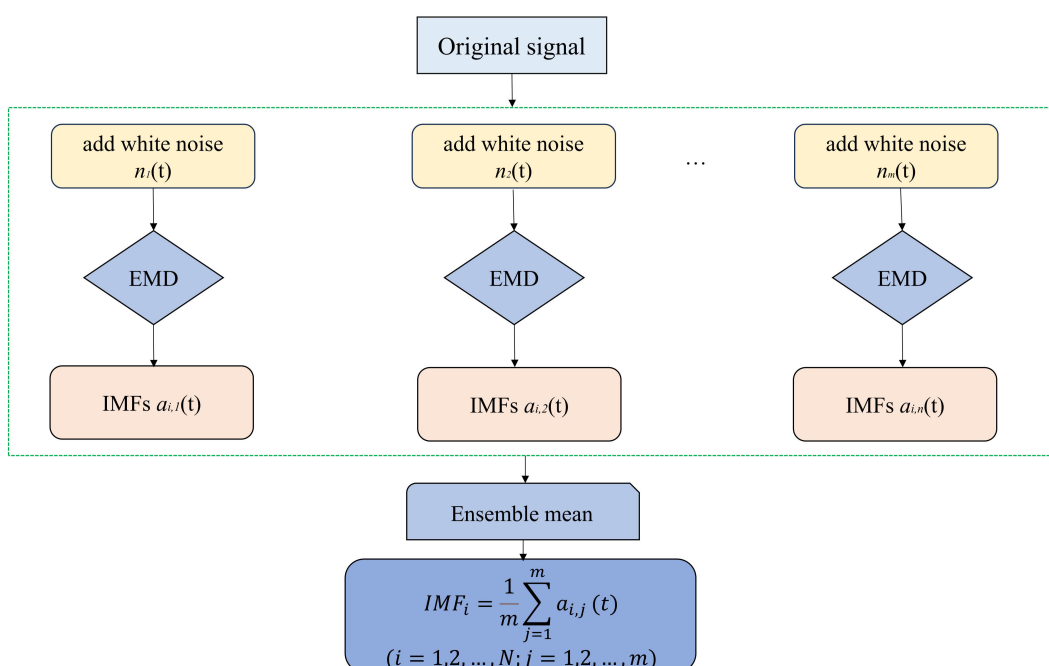 Original signal
add white noise
n₁(t)
add white noise
n₂(t)
...
add white noise
nₘ(t)
EMD
EMD
EMD
IMFs aᵢ,₁(t)
IMFs aᵢ,₂(t)
IMFs aᵢ,ₙ(t)
Ensemble mean
IMFᵢ = 1/m ∑ⱼ₌₁ᵐ aᵢ,ⱼ (t)
(i = 1,2, ..., N; j = 1,2, ..., m)